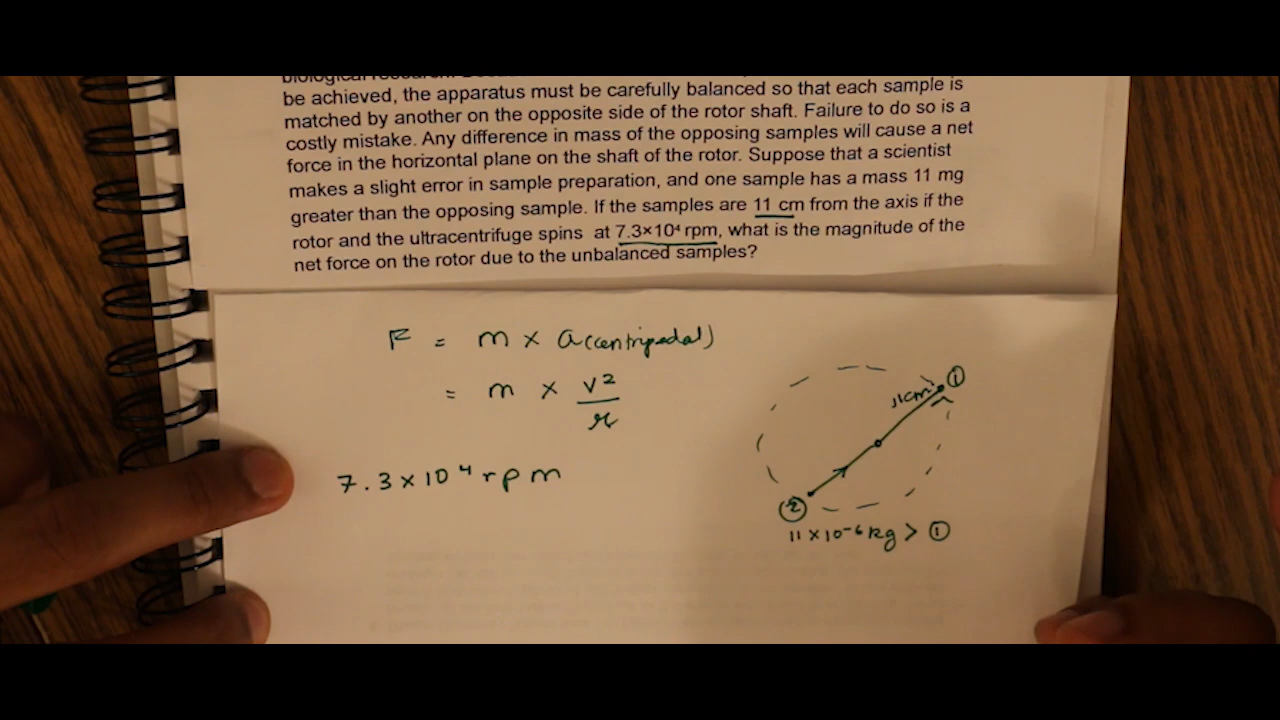 be achieved, the apparatus must be carefully balanced so that each sample is
matched by another on the opposite side of the rotor shaft. Failure to do so is a
costly mistake. Any difference in mass of the opposing samples will cause a net
force in the horizontal plane on the shaft of the rotor. Suppose that a scientist
makes a slight error in sample preparation, and one sample has a mass 11 mg
greater than the opposing sample. If the samples are 11 cm from the axis if the
rotor and the ultracentrifuge spins at 7.3×10⁴ rpm, what is the magnitude of the
net force on the rotor due to the unbalanced samples?
F = m × a(centripedal)
= m × v²/r
7.3×10⁴ rpm
①
11cm
②
11×10⁻⁶ kg > ①